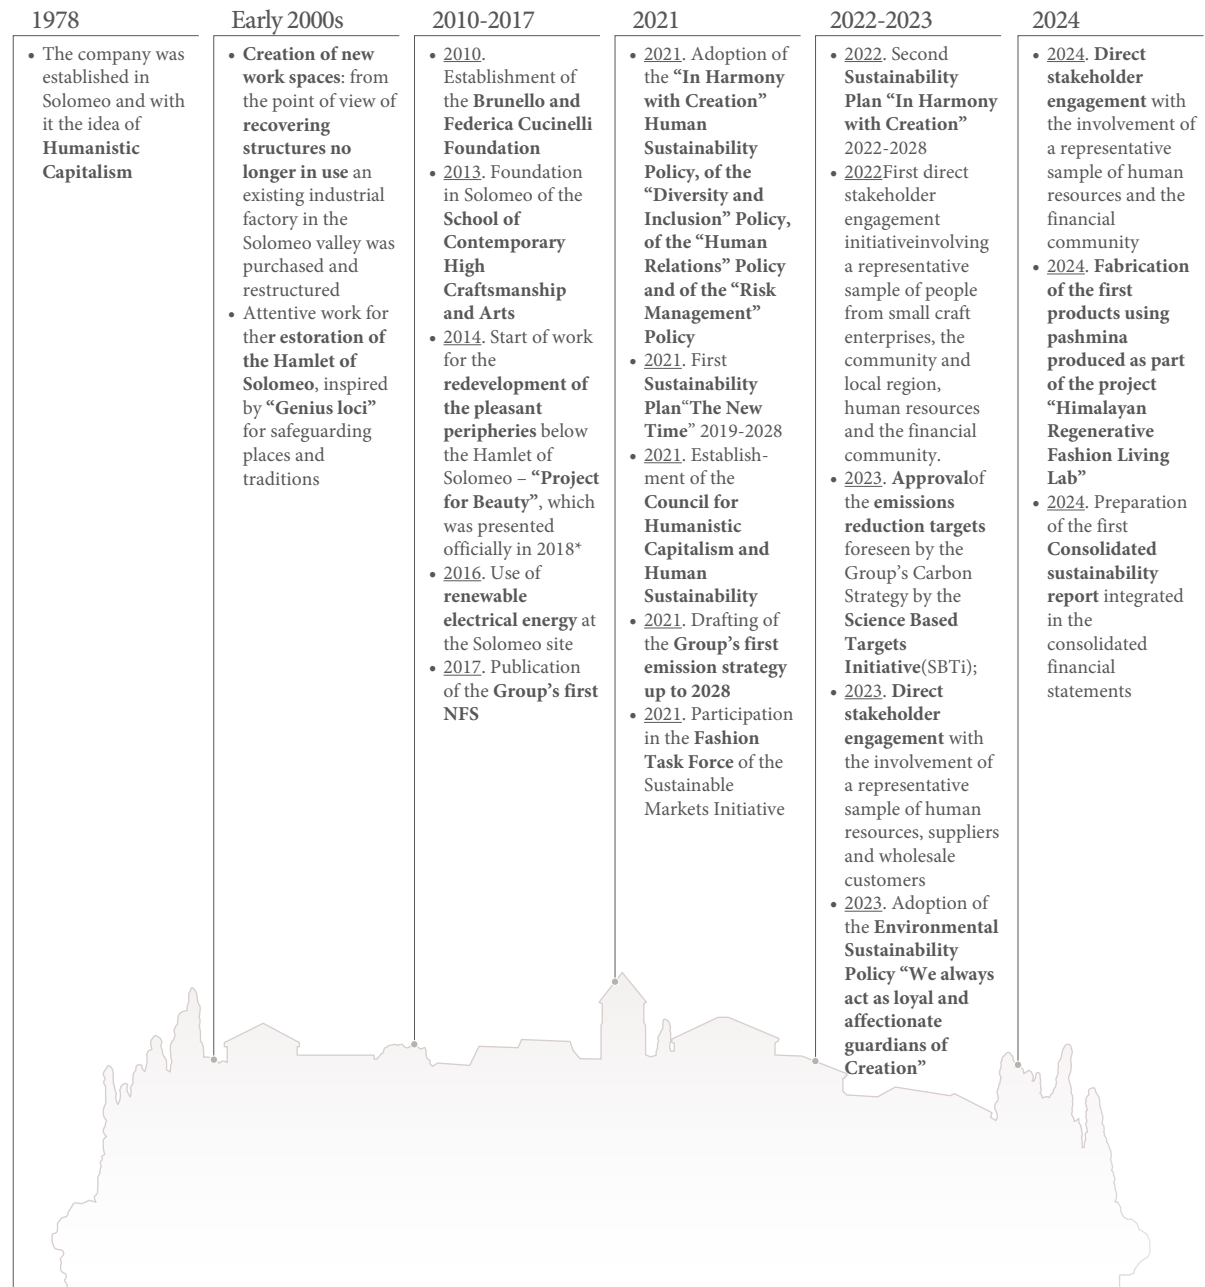 1978
• The company was
established in
Solomeo and with
it the idea of
Humanistic
Capitalism
Early 2000s
• Creation of new
work spaces: from
the point of view of
recovering
structures no
longer in use an
existing industrial
factory in the
Solomeo valley was
purchased and
restructured
• Attentive work for
ther estoration of
the Hamlet of
Solomeo, inspired
by “Genius loci”
for safeguarding
places and
traditions
2010-2017
• 2010.
Establishment of
the Brunello and
Federica Cucinelli
Foundation
• 2013. Foundation
in Solomeo of the
School of
Contemporary
High
Craftsmanship
and Arts
• 2014. Start of work
for the
redevelopment of
the pleasant
peripheries below
the Hamlet of
Solomeo – “Project
for Beauty”, which
was presented
officially in 2018*
• 2016. Use of
renewable
electrical energy at
the Solomeo site
• 2017. Publication
of the Group’s first
NFS
2021
• 2021. Adoption of
the “In Harmony
with Creation”
Human
Sustainability
Policy, of the
“Diversity and
Inclusion” Policy,
of the “Human
Relations” Policy
and of the “Risk
Management”
Policy
• 2021. First
Sustainability
Plan“The New
Time” 2019-2028
• 2021. Establish-
ment of the
Council for
Humanistic
Capitalism and
Human
Sustainability
• 2021. Drafting of
the Group’s first
emission strategy
up to 2028
• 2021. Participation
in the Fashion
Task Force of the
Sustainable
Markets Initiative
2022-2023
• 2022. Second
Sustainability
Plan “In Harmony
with Creation”
2022-2028
• 2022First direct
stakeholder
engagement
initiativeinvolving
a representative
sample of people
from small craft
enterprises, the
community and
local region,
human resources
and the financial
community.
• 2023. Approvalof
the emissions
reduction targets
foreseen by the
Group’s Carbon
Strategy by the
Science Based
Targets
Initiative(SBTi);
• 2023. Direct
stakeholder
engagement with
the involvement of
a representative
sample of human
resources, suppliers
and wholesale
customers
• 2023. Adoption of
the Environmental
Sustainability
Policy “We always
act as loyal and
affectionate
guardians of
Creation”
2024
• 2024. Direct
stakeholder
engagement with
the involvement of
a representative
sample of human
resources and the
financial
community
• 2024. Fabrication
of the first
products using
pashmina
produced as part
of the project
“Himalayan
Regenerative
Fashion Living
Lab”
• 2024. Preparation
of the first
Consolidated
sustainability
report integrated
in the
consolidated
financial
statements